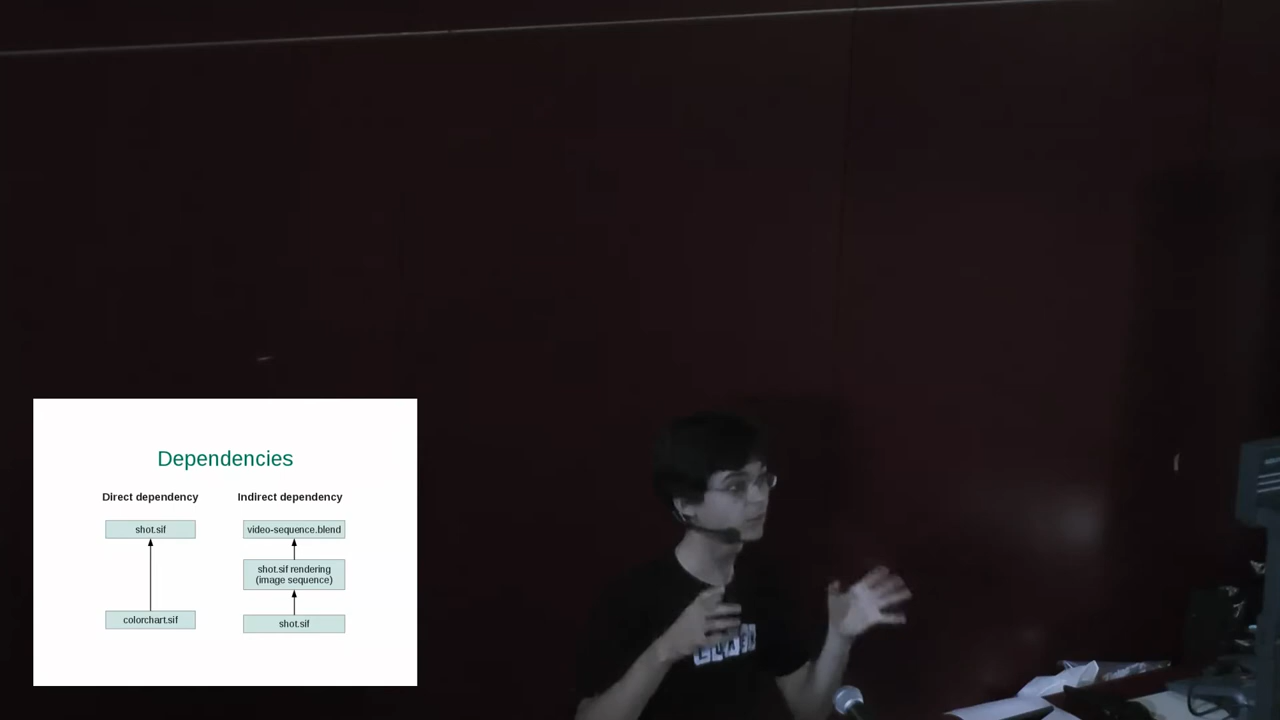 Dependencies
Direct dependency
Indirect dependency
shot.sif
video-sequence.blend
shot.sif rendering
(image sequence)
colorchart.sif
shot.sif